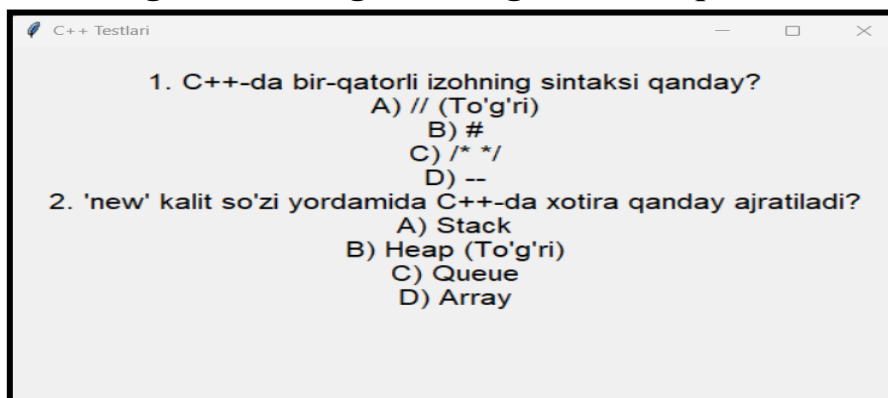 C++ Testlari
1. C++-da bir-qatorli izohning sintaksi qanday?
A) // (To'g'ri)
B) #
C) /* */
D) --
2. 'new' kalit so'zi yordamida C++-da xotira qanday ajratiladi?
A) Stack
B) Heap (To'g'ri)
C) Queue
D) Array